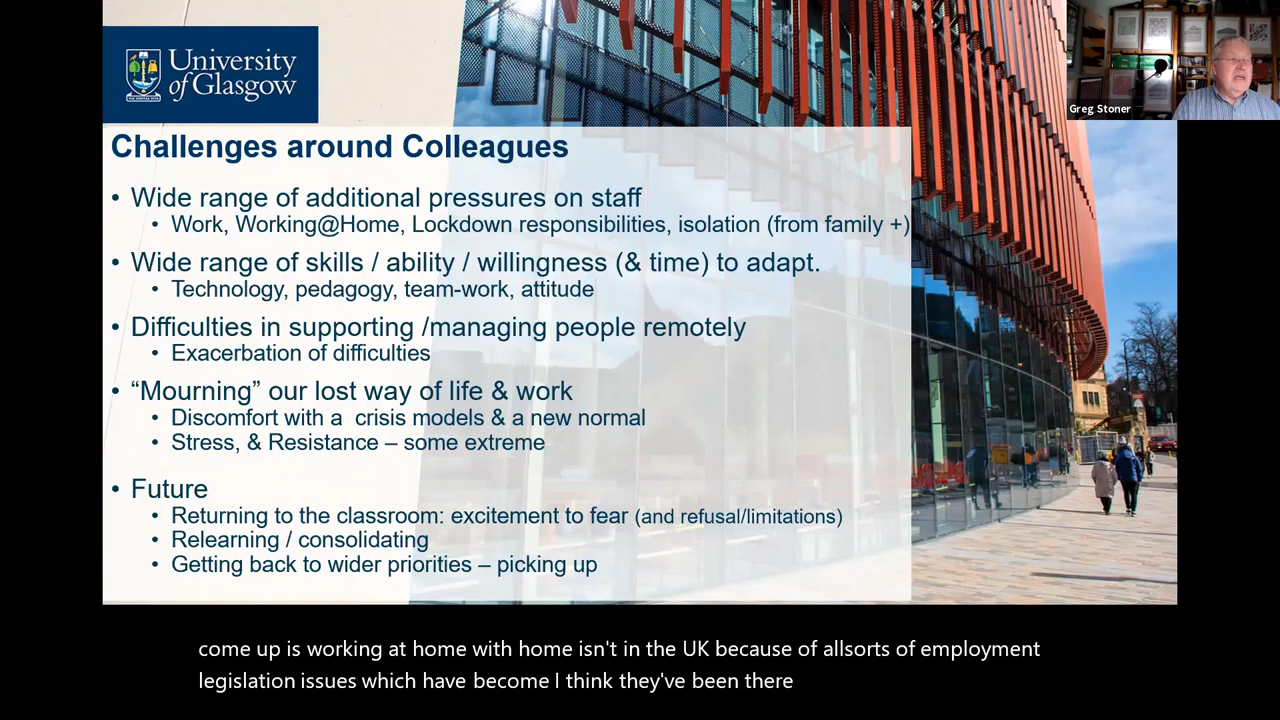 University
of Glasgow
Greg Stoner
Challenges around Colleagues
• Wide range of additional pressures on staff
• Work, Working@Home, Lockdown responsibilities, isolation (from family +)
• Wide range of skills / ability / willingness (& time) to adapt.
• Technology, pedagogy, team-work, attitude
• Difficulties in supporting /managing people remotely
• Exacerbation of difficulties
• “Mourning” our lost way of life & work
• Discomfort with a crisis models & a new normal
• Stress, & Resistance – some extreme
• Future
• Returning to the classroom: excitement to fear (and refusal/limitations)
• Relearning / consolidating
• Getting back to wider priorities – picking up
come up is working at home with home isn't in the UK because of allsorts of employment
legislation issues which have become I think they've been there